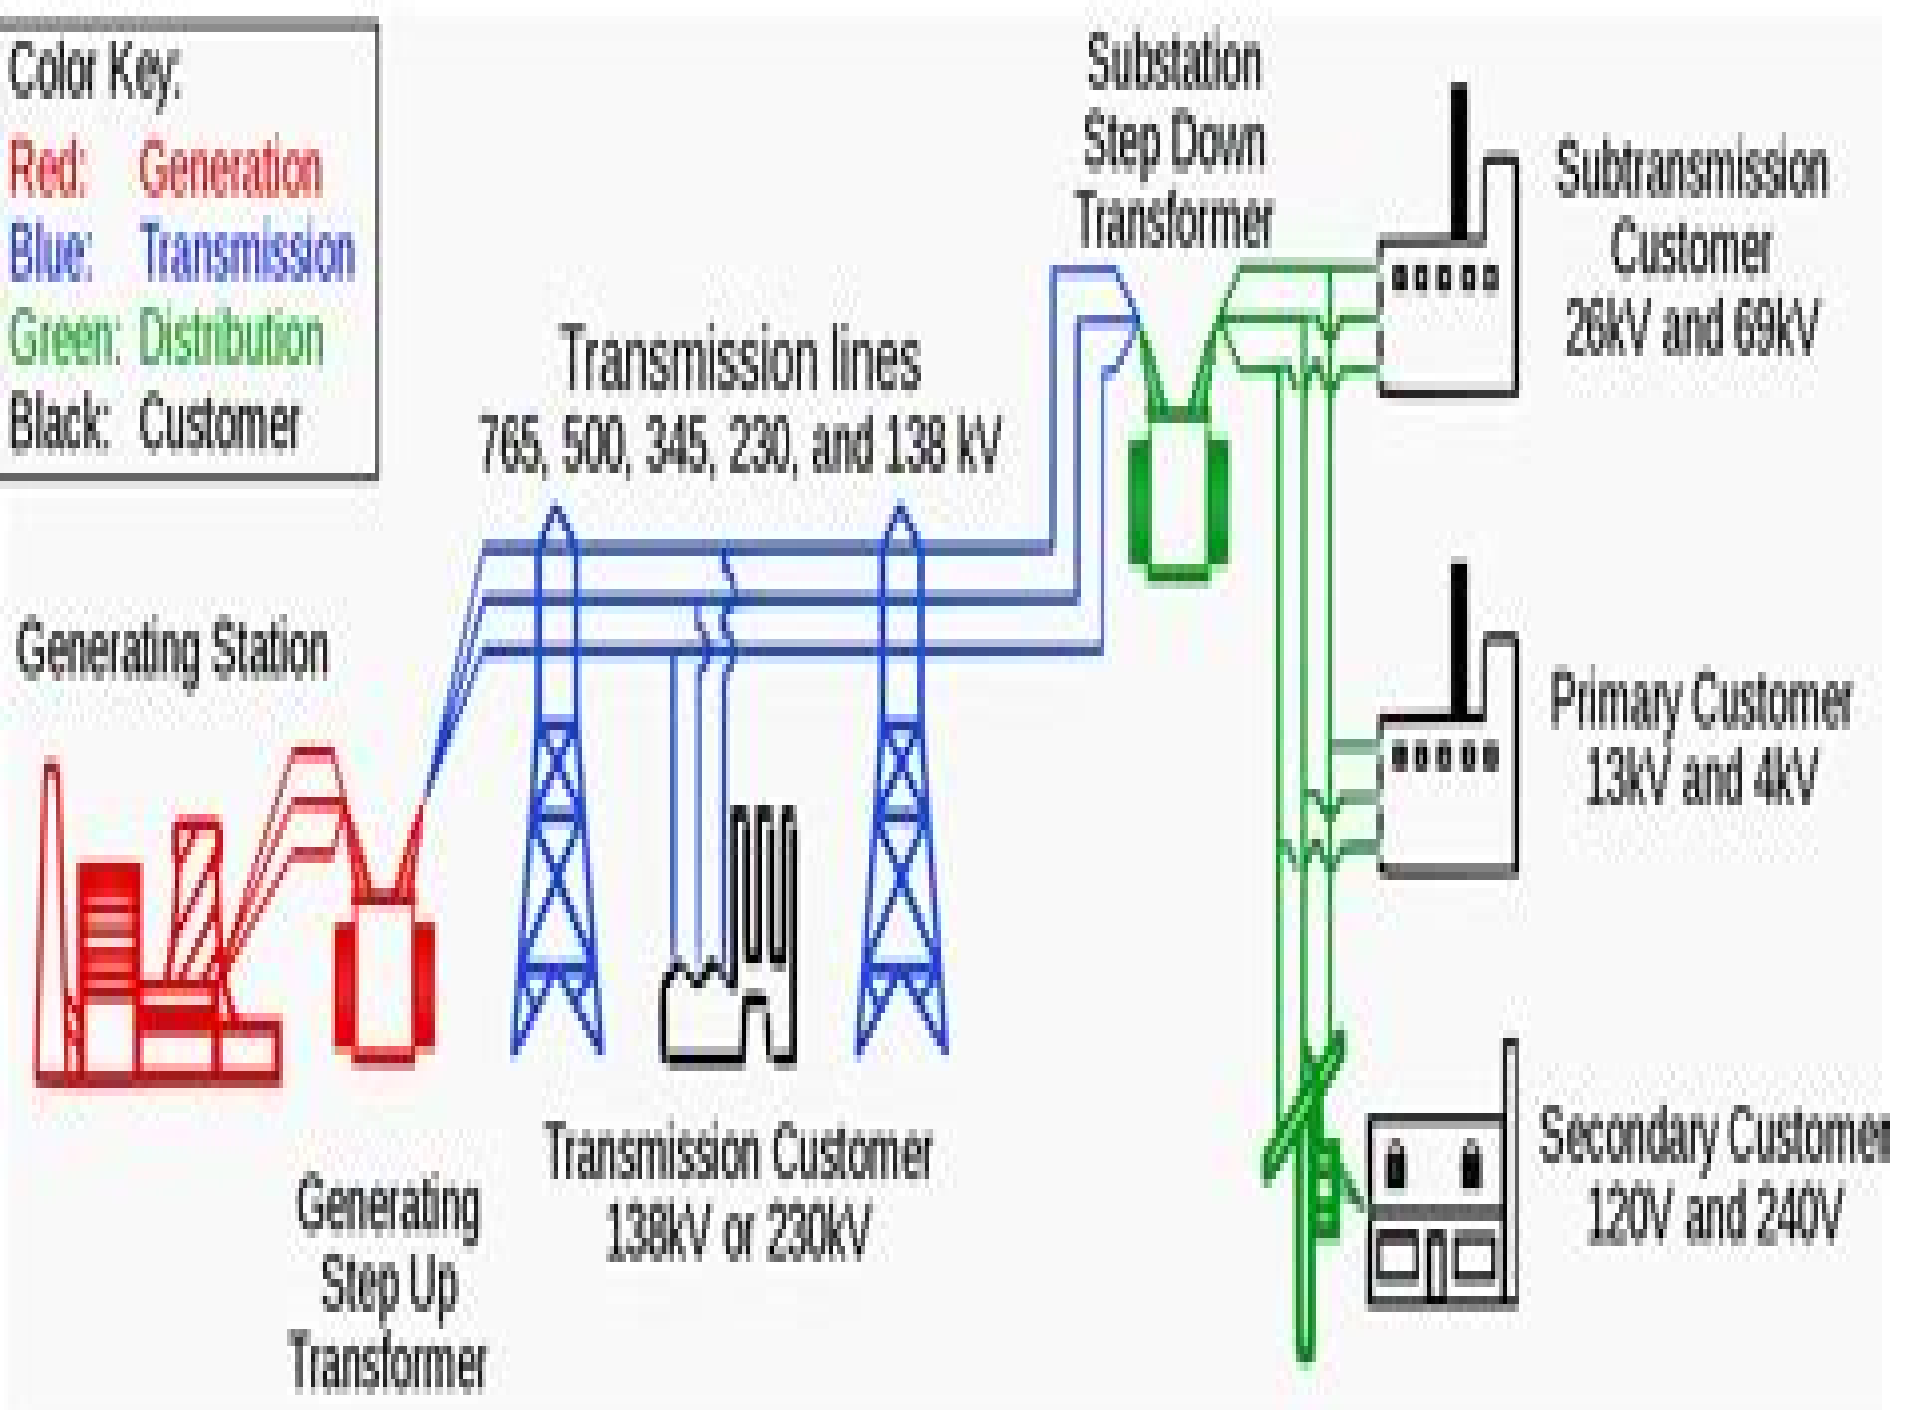 Color Key:
Red: Generation
Blue: Transmission
Green: Distribution
Black: Customer
Substation
Step Down
Transformer
Subtransmission
Customer
26kV and 69kV
Transmission lines
765, 500, 345, 230, and 138 kV
Generating Station
Primary Customer
13kV and 4kV
Transmission Customer
138kV or 230kV
Secondary Customer
120V and 240V
Generating
Step Up
Transformer